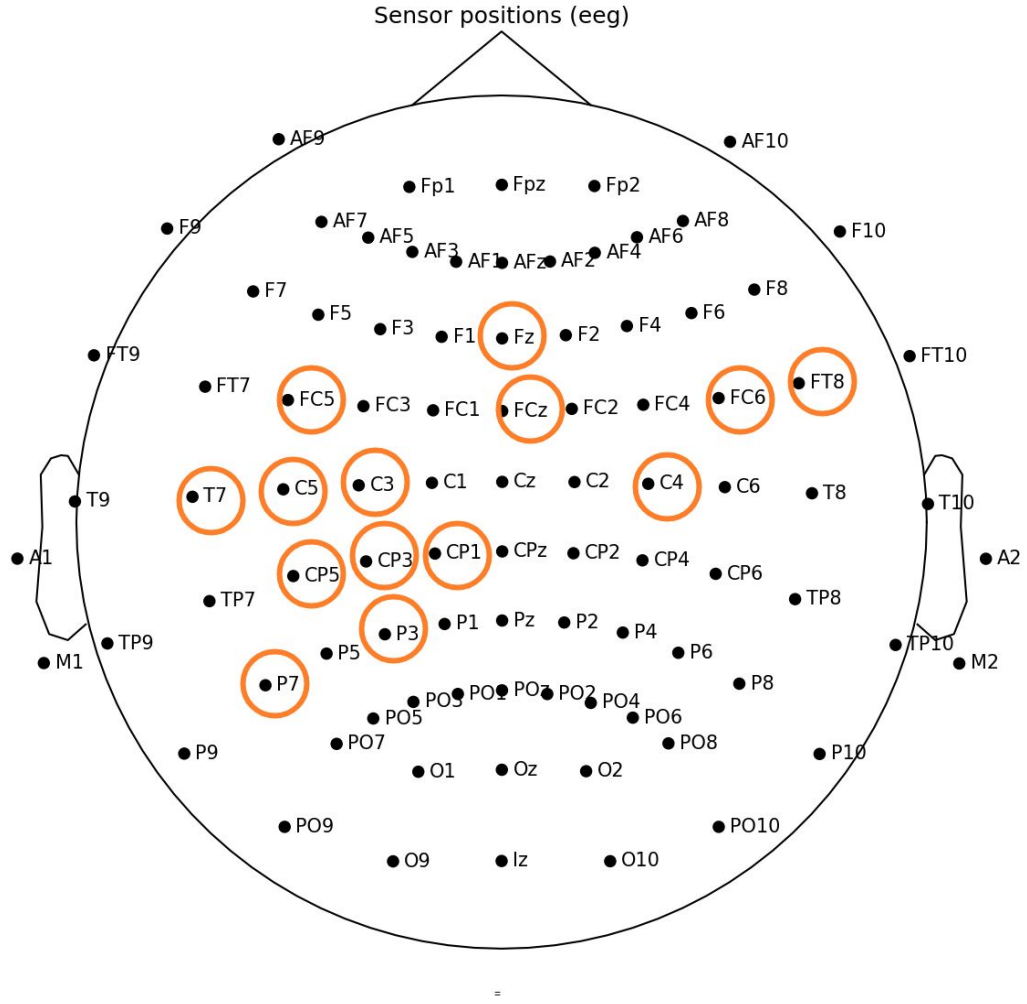 Sensor positions (eeg)
AF9 AF10
Fp1 Fpz Fp2
AF7 AF8
F9 AF5 AF6 F10
AF3 AF1 AFz AF2 AF4
F7 F8
F5 F3 F1 Fz F2 F4 F6
FT9 FT10
FT7 FT8
FC5 FC3 FC1 FCz FC2 FC4 FC6
T9 T7 C5 C3 C1 Cz C2 C4 C6 T8 T10
A1 CP5 CP3 CP1 CPz CP2 CP4 CP6 A2
TP7 TP8
P3 P1 Pz P2 P4
TP9 TP10
M1 P5 P6 M2
P7 P8
PO3 PO1 POz PO2 PO4
PO5 PO6
PO7 PO8
P9 P10
O1 Oz O2
PO9 PO10
O9 Iz O10
=